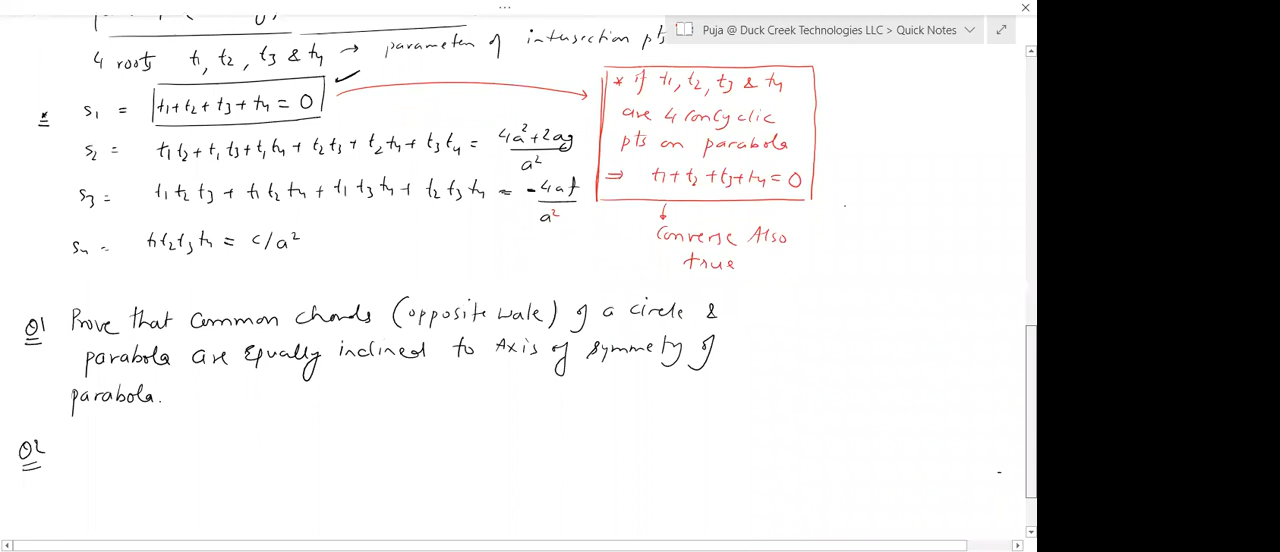 Puja @ Duck Creek Technologies LLC > Quick Notes
4 roots t1, t2, t3 & t4 → parameter of intersection pts
* S1 = t1+t2+t3+t4 = 0
S2 = t1t2 + t1t3 + t1t4 + t2t3 + t2t4 + t3t4 = (4a²+2ag)/a²
S3 = t1t2t3 + t1t2t4 + t1t3t4 + t2t3t4 = -4af/a²
S4 = t1t2t3t4 = c/a²
* if t1, t2, t3 & t4
are 4 concyclic
pts on parabola
⇒ t1+t2+t3+t4=0
↓
Converse Also
true
Q1 Prove that common chords (opposite wale) of a circle &
parabola are Equally inclined to Axis of Symmety of
parabola.
Q2